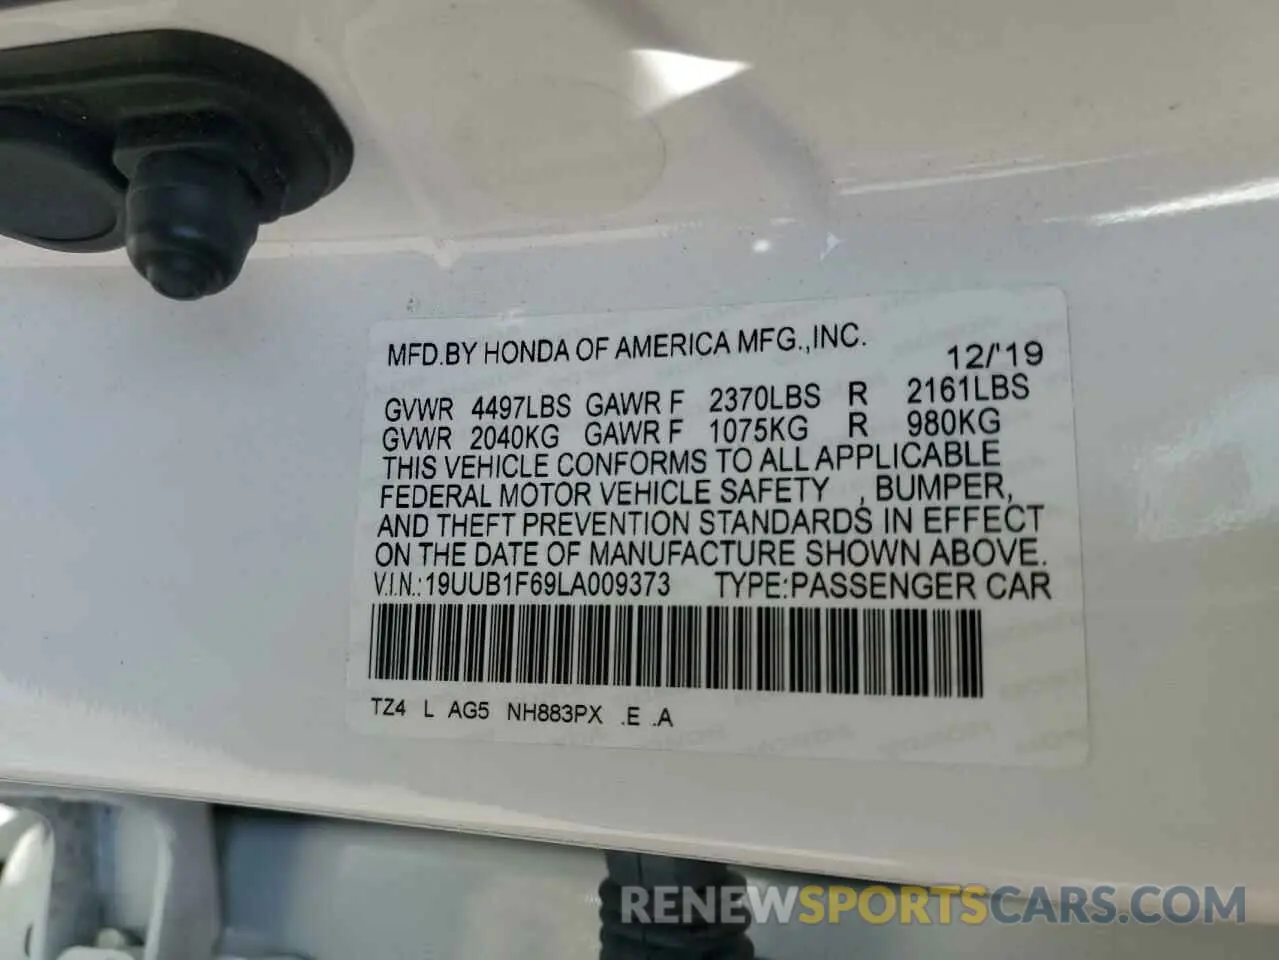 MFD.BY HONDA OF AMERICA MFG.,INC.
12/'19
GVWR 4497LBS GAWR F 2370LBS R 2161LBS
GVWR 2040KG GAWR F 1075KG R 980KG
THIS VEHICLE CONFORMS TO ALL APPLICABLE
FEDERAL MOTOR VEHICLE SAFETY , BUMPER,
AND THEFT PREVENTION STANDARDS IN EFFECT
ON THE DATE OF MANUFACTURE SHOWN ABOVE.
V.I.N.:19UUB1F69LA009373 TYPE:PASSENGER CAR
TZ4 L AG5 NH883PX .E .A
RENEWSPORTSCARS.COM